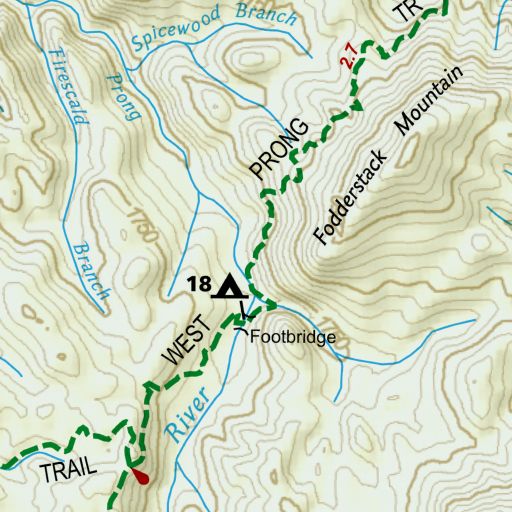 Spicewood Branch
TR
2.7
Firescald
Prong
Mountain
PRONG
Fodderstack
1750
Branch
18
WEST
Footbridge
River
TRAIL